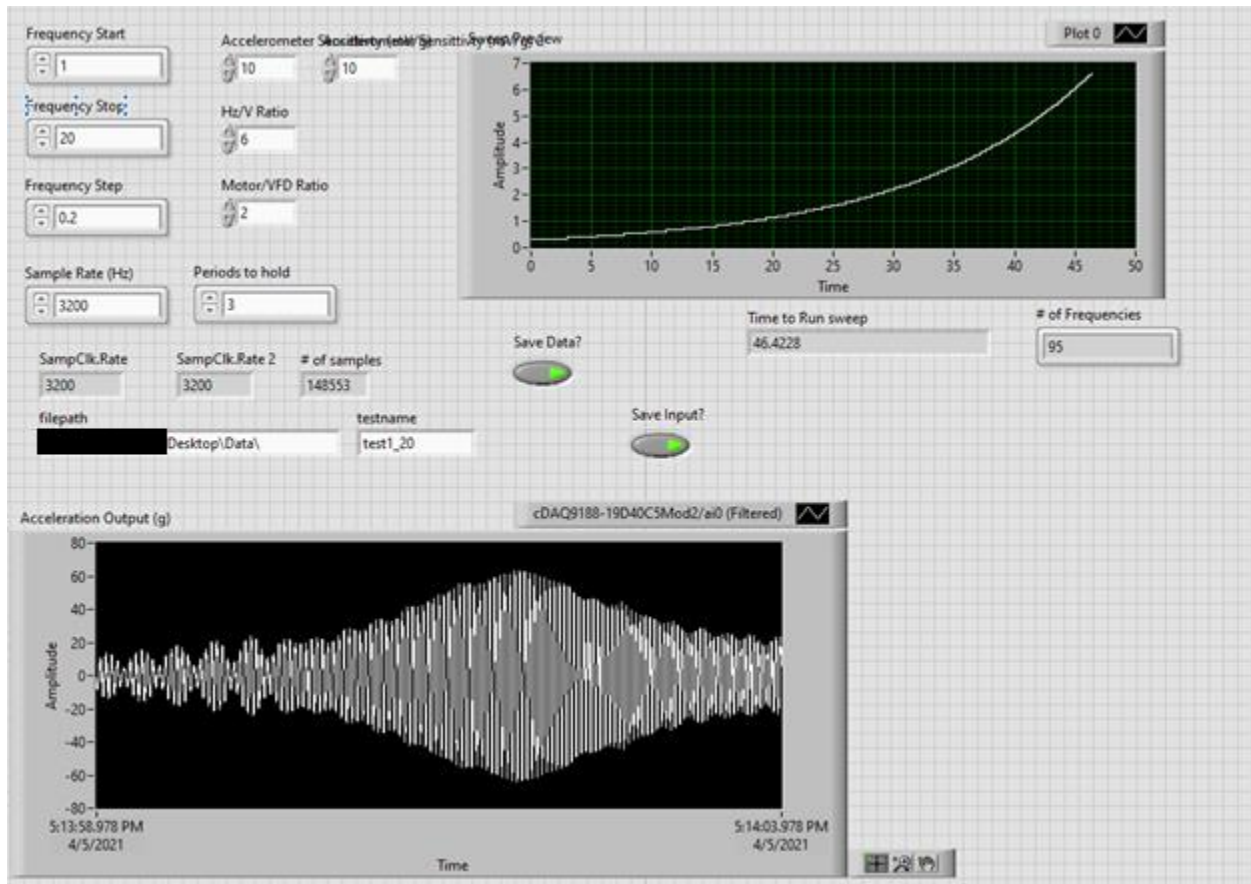 Frequency Start
1
Accelerometer Sensitivity (mV/g)
10
10
Sweep Preview
Plot 0
Frequency Stop
20
Hz/V Ratio
6
Frequency Step
0.2
Motor/VFD Ratio
2
Amplitude
7
6
5
4
3
2
1
0
0 5 10 15 20 25 30 35 40 45 50
Time
Sample Rate (Hz)
3200
Periods to hold
3
Time to Run sweep
46.4228
# of Frequencies
95
SampClk.Rate
3200
SampClk.Rate 2
3200
# of samples
148553
Save Data?
filepath
Desktop\Data\
testname
test1_20
Save Input?
Acceleration Output (g)
cDAQ9188-19D40C5Mod2/ai0 (Filtered)
Amplitude
80
60
40
20
0
-20
-40
-60
-80
5:13:58.978 PM
4/5/2021
5:14:03.978 PM
4/5/2021
Time